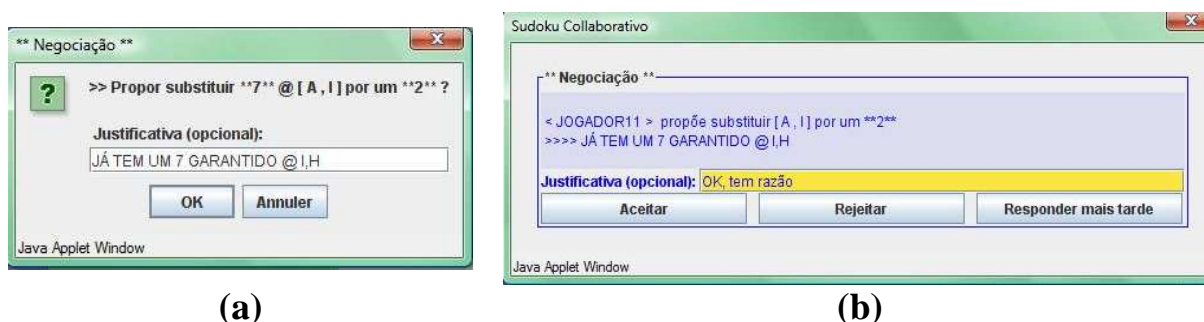 ** Negociação **
>> Propor substituir **7** @ [ A , I ] por um **2** ?
Justificativa (opcional):
JÁ TEM UM 7 GARANTIDO @ I,H
OK Annuler
Java Applet Window
(a)
Sudoku Collaborativo
** Negociação **
< JOGADOR11 > propõe substituir [ A , I ] por um **2**
>>>> JÁ TEM UM 7 GARANTIDO @ I,H
Justificativa (opcional): OK, tem razão
Aceitar Rejeitar Responder mais tarde
Java Applet Window
(b)